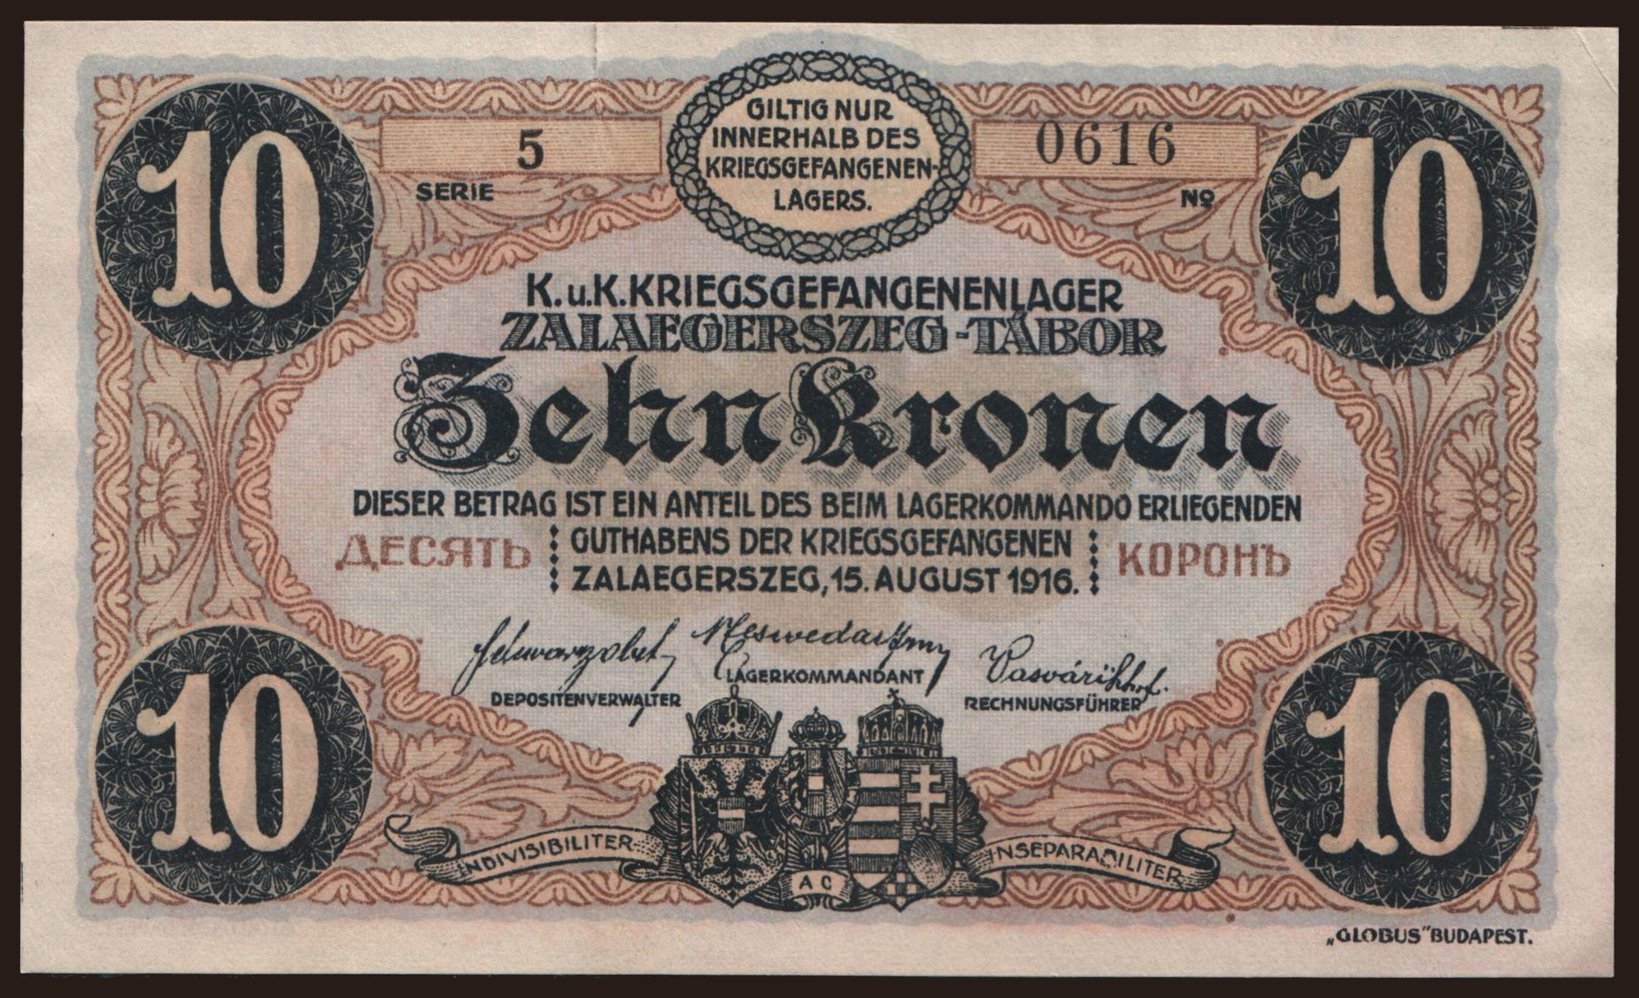 10
5
SERIE
GILTIG NUR
INNERHALB DES
KRIEGSGEFANGENEN-
LAGERS.
0616
No
10
K.u.K.KRIEGSGEFANGENENLAGER
ZALAEGERSZEG-TÁBOR
Zehn Kronen
DIESER BETRAG IST EIN ANTEIL DES BEIM LAGERKOMMANDO ERLIEGENDEN
ДЕСЯТЬ GUTHABENS DER KRIEGSGEFANGENEN КОРОНЪ
ZALAEGERSZEG, 15. AUGUST 1916.
LAGERKOMMANDANT
DEPOSITENVERWALTER
RECHNUNGSFÜHRER
10
INDIVISIBILITER
AC
INSEPARABILITER
10
„GLOBUS" BUDAPEST.